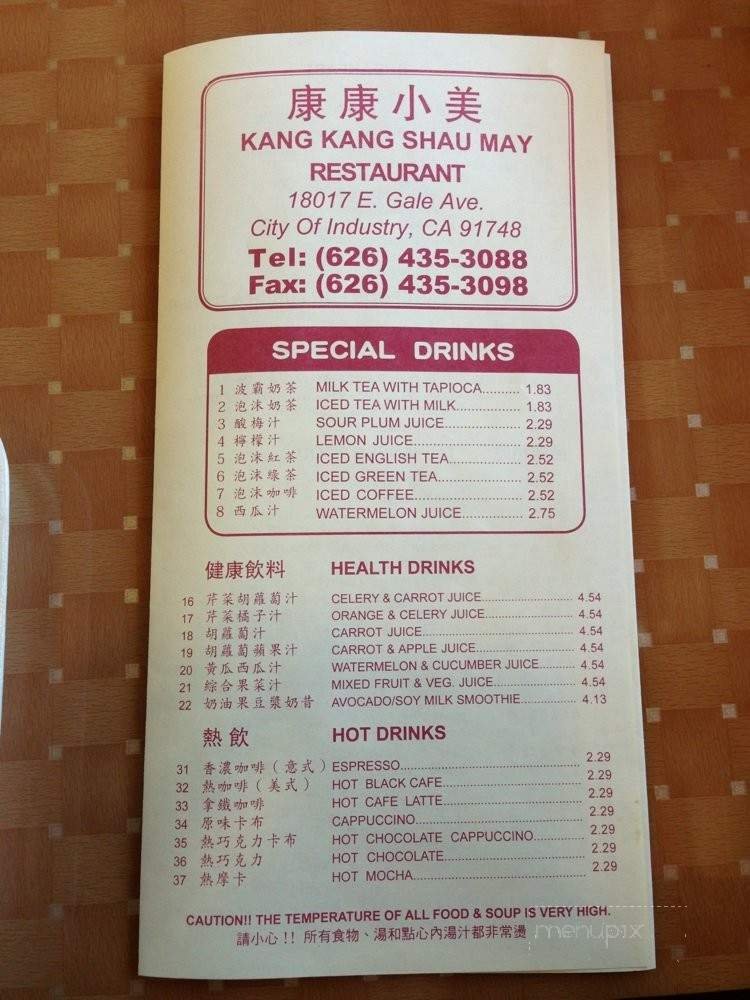 康康小美
KANG KANG SHAU MAY
RESTAURANT
18017 E. Gale Ave.
City Of Industry, CA 91748
Tel: (626) 435-3088
Fax: (626) 435-3098
SPECIAL DRINKS
1 波霸奶茶 MILK TEA WITH TAPIOCA.......... 1.83
2 泡沫奶茶 ICED TEA WITH MILK................ 1.83
3 酸梅汁 SOUR PLUM JUICE.................... 2.29
4 檸檬汁 LEMON JUICE............................ 2.29
5 泡沫紅茶 ICED ENGLISH TEA.................. 2.52
6 泡沫綠茶 ICED GREEN TEA..................... 2.52
7 泡沫咖啡 ICED COFFEE........................... 2.52
8 西瓜汁 WATERMELON JUICE............... 2.75
健康飲料 HEALTH DRINKS
16 芹菜胡蘿蔔汁 CELERY & CARROT JUICE.......................... 4.54
17 芹菜橘子汁 ORANGE & CELERY JUICE......................... 4.54
18 胡蘿蔔汁 CARROT JUICE.......................................... 4.54
19 胡蘿蔔蘋果汁 CARROT & APPLE JUICE........................... 4.54
20 黃瓜西瓜汁 WATERMELON & CUCUMBER JUICE.......... 4.54
21 綜合果菜汁 MIXED FRUIT & VEG. JUICE....................... 4.54
22 奶油果豆漿奶昔 AVOCADO/SOY MILK SMOOTHIE................ 4.13
熱飲 HOT DRINKS
31 香濃咖啡（意式）ESPRESSO.................................................. 2.29
32 熱咖啡（美式） HOT BLACK CAFE....................................... 2.29
33 拿鐵咖啡 HOT CAFE LATTE........................................ 2.29
34 原味卡布 CAPPUCCINO............................................... 2.29
35 熱巧克力卡布 HOT CHOCOLATE CAPPUCCINO.............. 2.29
36 熱巧克力 HOT CHOCOLATE....................................... 2.29
37 熱摩卡 HOT MOCHA................................................ 2.29
CAUTION!! THE TEMPERATURE OF ALL FOOD & SOUP IS VERY HIGH.
請小心！！所有食物、湯和點心內湯汁都非常燙
menupix